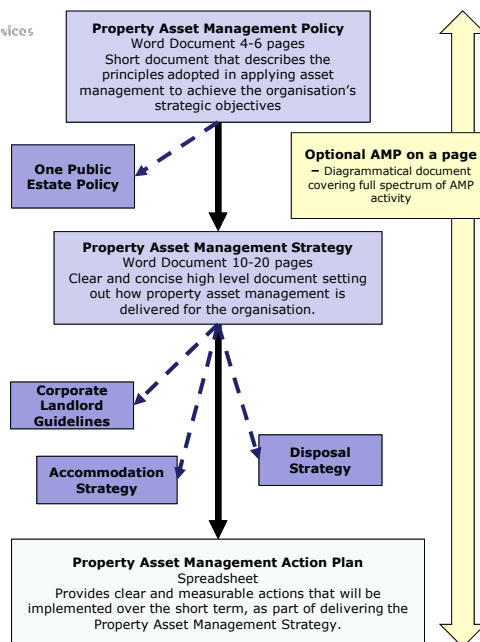 vices
Property Asset Management Policy
Word Document 4-6 pages
Short document that describes the
principles adopted in applying asset
management to achieve the organisation's
strategic objectives
One Public
Estate Policy
Optional AMP on a page
– Diagrammatical document
covering full spectrum of AMP
activity
Property Asset Management Strategy
Word Document 10-20 pages
Clear and concise high level document setting
out how property asset management is
delivered for the organisation.
Corporate
Landlord
Guidelines
Disposal
Strategy
Accommodation
Strategy
Property Asset Management Action Plan
Spreadsheet
Provides clear and measurable actions that will be
implemented over the short term, as part of delivering the
Property Asset Management Strategy.